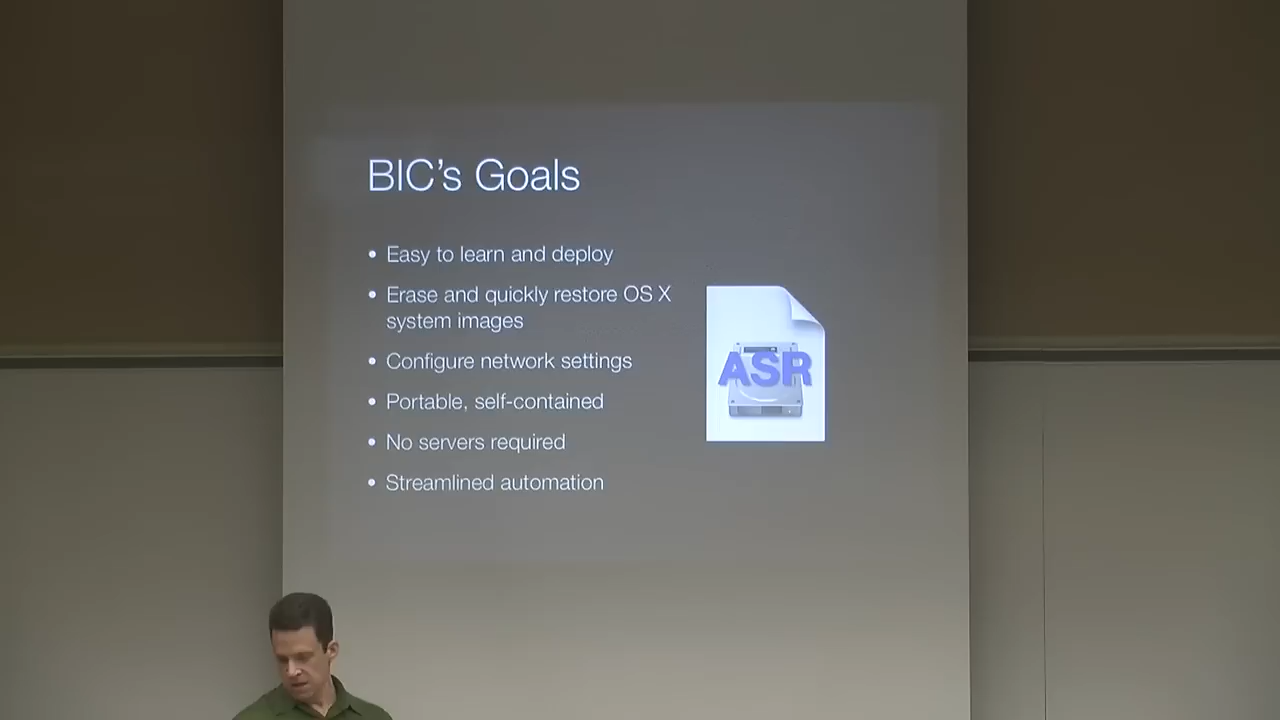 BIC’s Goals
• Easy to learn and deploy
• Erase and quickly restore OS X
system images
• Configure network settings
• Portable, self-contained
• No servers required
• Streamlined automation
ASR